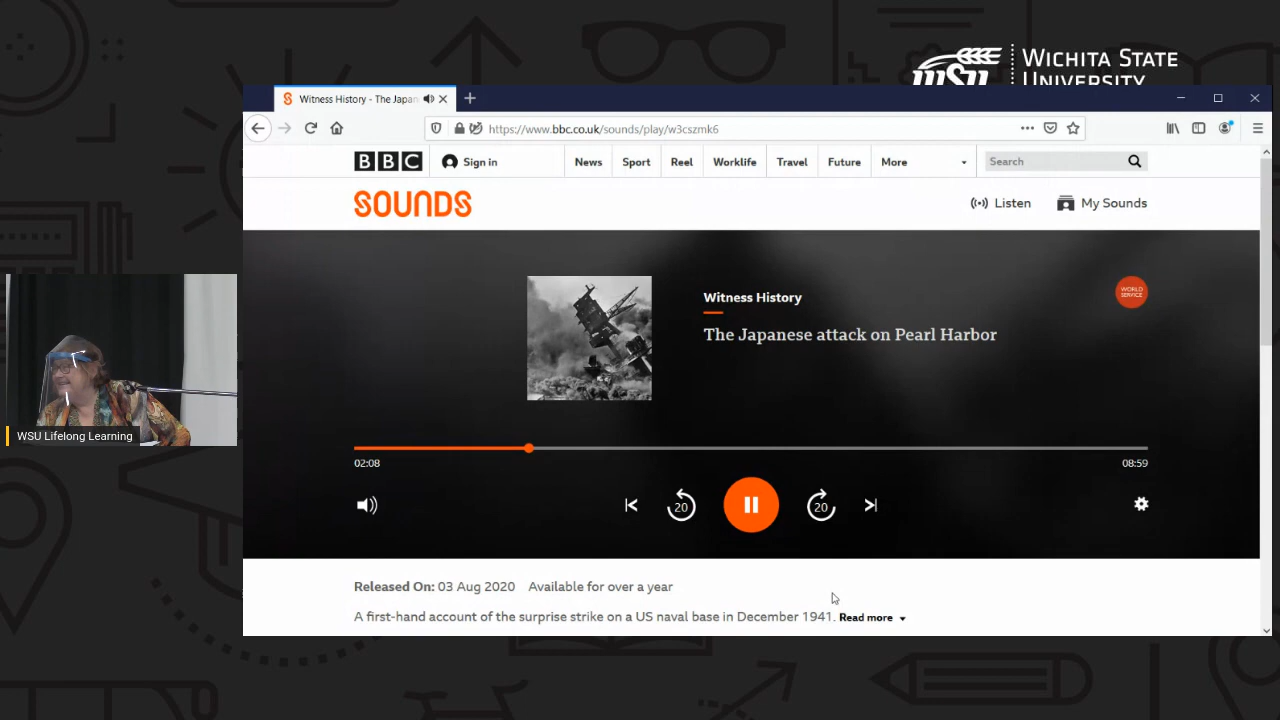 WICHITA STATE
UNIVERSITY
Witness History - The Japan
https://www.bbc.co.uk/sounds/play/w3cszmk6
BBC Sign in News Sport Reel Worklife Travel Future More Search
SOUNDS Listen My Sounds
Witness History
WORLD SERVICE
The Japanese attack on Pearl Harbor
WSU Lifelong Learning
02:08 08:59
20 20
Released On: 03 Aug 2020 Available for over a year
A first-hand account of the surprise strike on a US naval base in December 1941. Read more